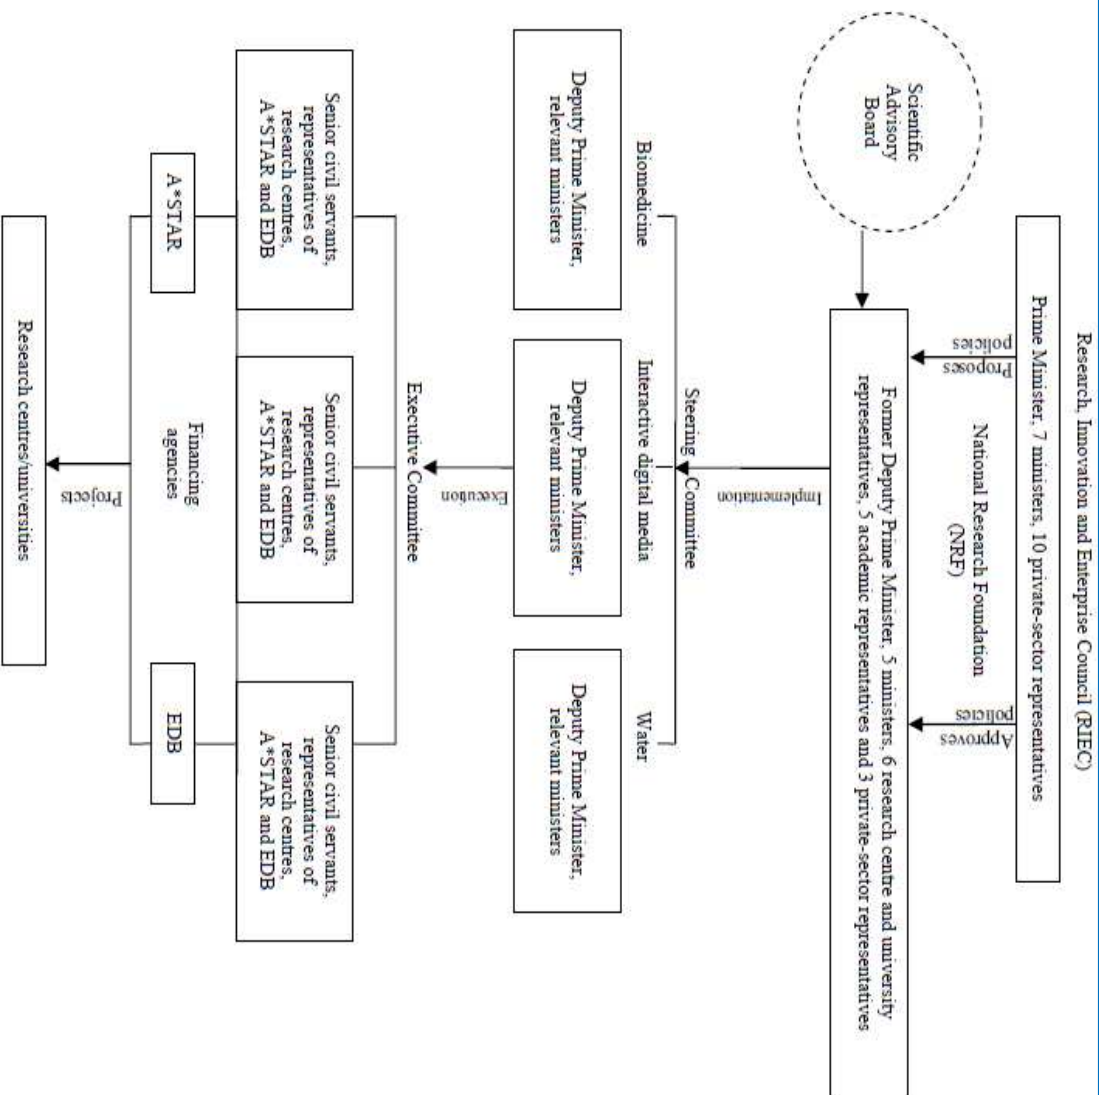 Research, Innovation and Enterprise Council (RIEC)
Prime Minister, 7 ministers, 10 private-sector representatives
Proposes
policies
National Research Foundation
(NRF)
Approves
policies
Scientific
Advisory
Board
Former Deputy Prime Minister, 5 ministers, 6 research centre and university
representatives, 5 academic representatives and 3 private-sector representatives
Implementation
Steering Committee
Biomedicine
Interactive digital media
Water
Deputy Prime Minister,
relevant ministers
Deputy Prime Minister,
relevant ministers
Deputy Prime Minister,
relevant ministers
Execution
Executive Committee
Senior civil servants,
representatives of
research centres,
A*STAR and EDB
Senior civil servants,
representatives of
research centres,
A*STAR and EDB
Senior civil servants,
representatives of
research centres,
A*STAR and EDB
A*STAR
Financing
agencies
EDB
Projects
Research centres/universities